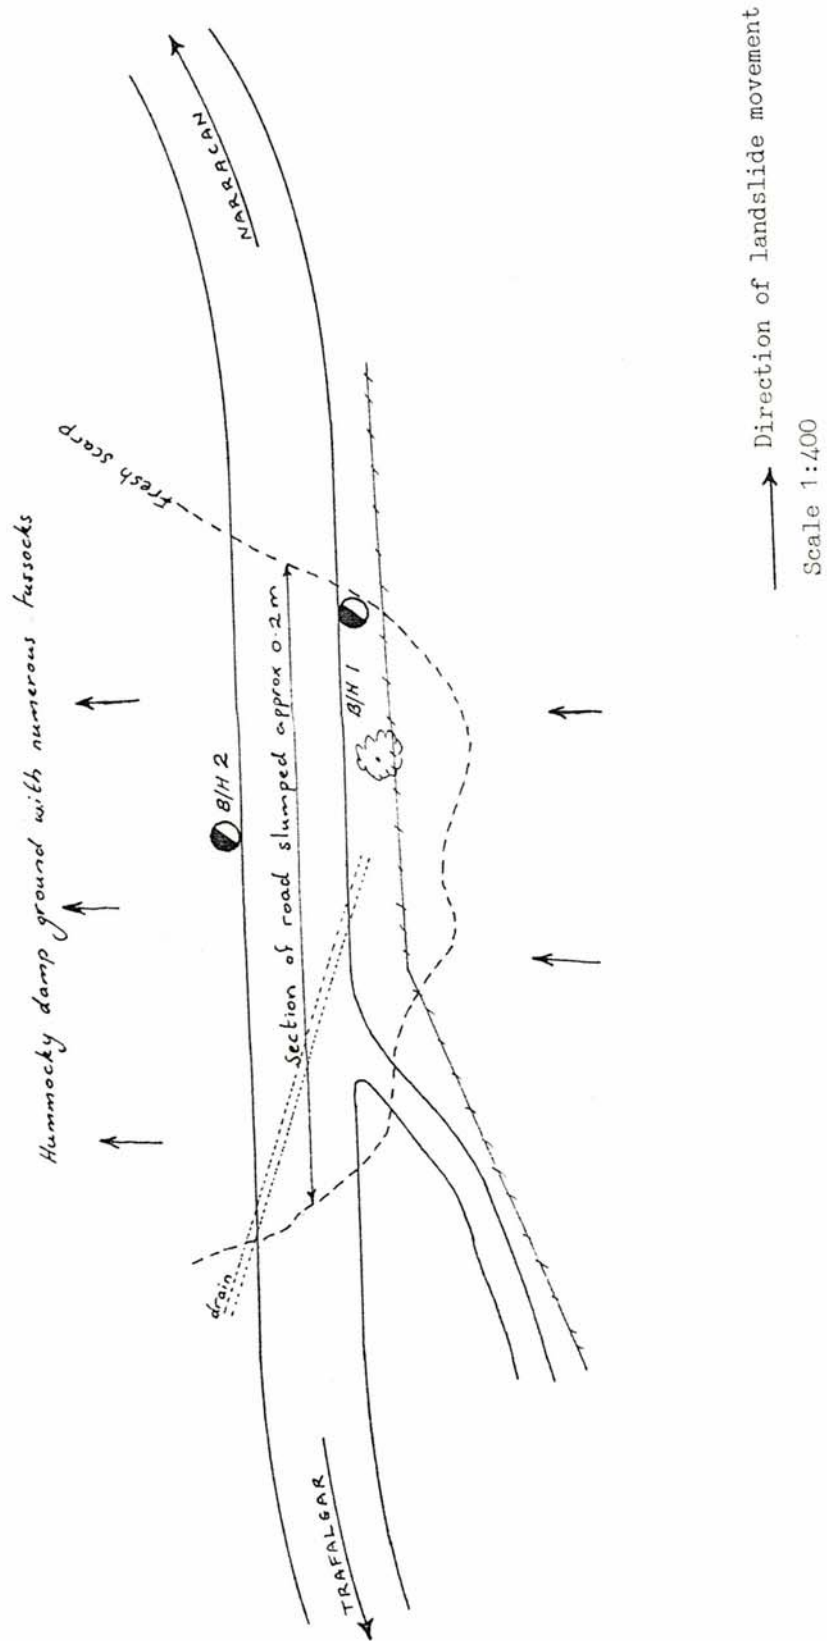 Hummocky damp ground with numerous tussocks
NARRACAN
Fresh scarp
B/H 2
Section of road slumped approx 0.2m
B/H 1
drain
TRAFALGAR
Direction of landslide movement
Scale 1:400